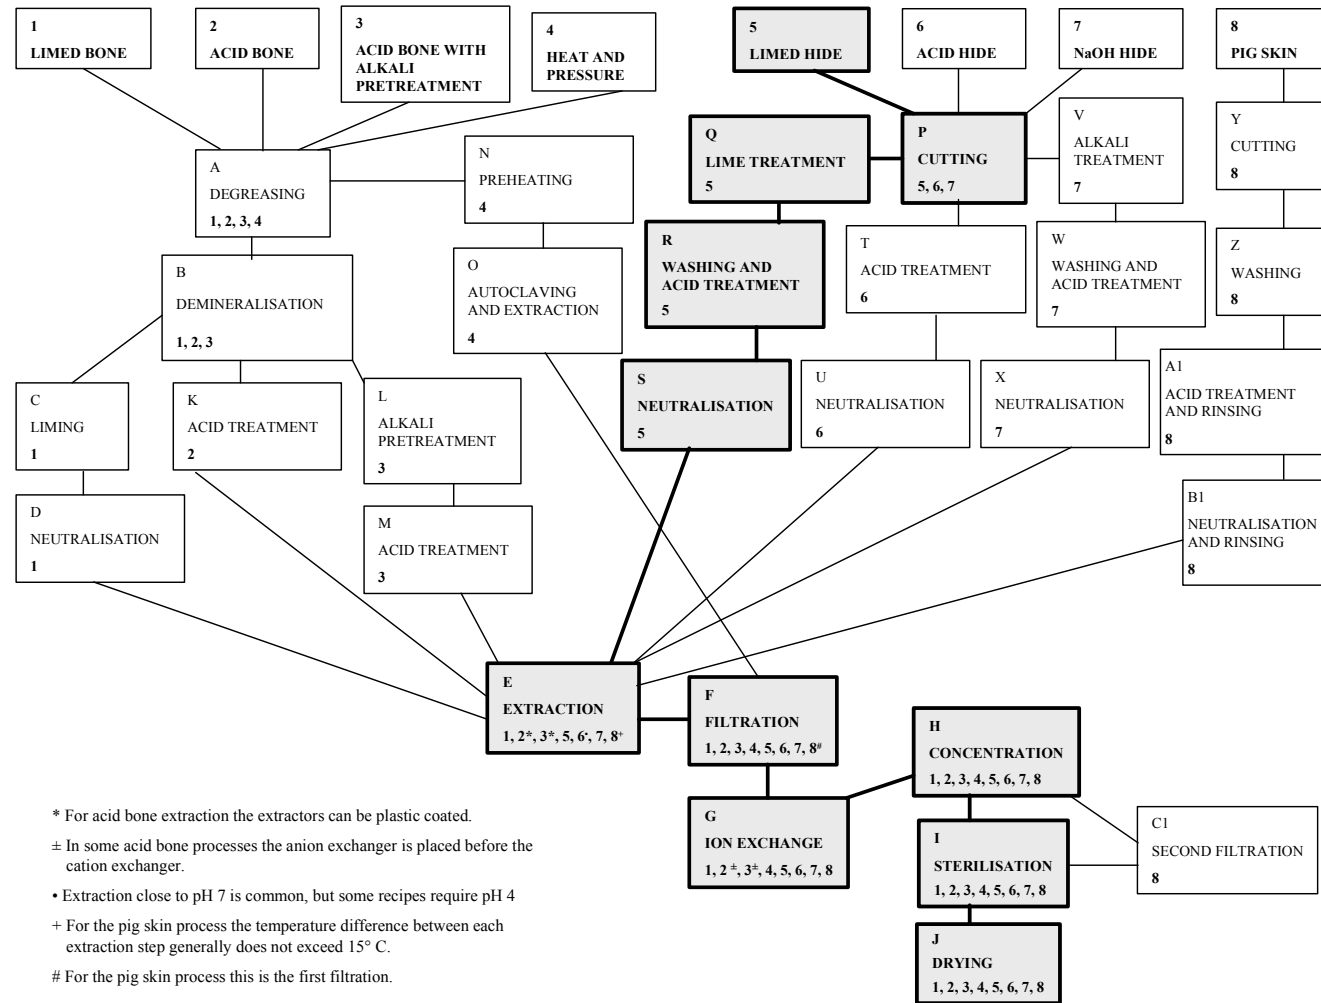 1
LIMED BONE
2
ACID BONE
3
ACID BONE WITH
ALKALI
PRETREATMENT
4
HEAT AND
PRESSURE
5
LIMED HIDE
6
ACID HIDE
7
NaOH HIDE
8
PIG SKIN
A
DEGREASING
1, 2, 3, 4
N
PREHEATING
4
Q
LIME TREATMENT
5
P
CUTTING
5, 6, 7
V
ALKALI
TREATMENT
7
Y
CUTTING
8
B
DEMINERALISATION
1, 2, 3
O
AUTOCLAVING
AND EXTRACTION
4
R
WASHING AND
ACID TREATMENT
5
T
ACID TREATMENT
6
W
WASHING AND
ACID TREATMENT
7
Z
WASHING
8
C
LIMING
1
K
ACID TREATMENT
2
L
ALKALI
PRETREATMENT
3
S
NEUTRALISATION
5
U
NEUTRALISATION
6
X
NEUTRALISATION
7
A1
ACID TREATMENT
AND RINSING
8
D
NEUTRALISATION
1
M
ACID TREATMENT
3
B1
NEUTRALISATION
AND RINSING
8
E
EXTRACTION
1, 2*, 3*, 5, 6•, 7, 8+
F
FILTRATION
1, 2, 3, 4, 5, 6, 7, 8#
G
ION EXCHANGE
1, 2 ±, 3±, 4, 5, 6, 7, 8
H
CONCENTRATION
1, 2, 3, 4, 5, 6, 7, 8
I
STERILISATION
1, 2, 3, 4, 5, 6, 7, 8
C1
SECOND FILTRATION
8
J
DRYING
1, 2, 3, 4, 5, 6, 7, 8
* For acid bone extraction the extractors can be plastic coated.
± In some acid bone processes the anion exchanger is placed before the
cation exchanger.
• Extraction close to pH 7 is common, but some recipes require pH 4
+ For the pig skin process the temperature difference between each
extraction step generally does not exceed 15° C.
# For the pig skin process this is the first filtration.